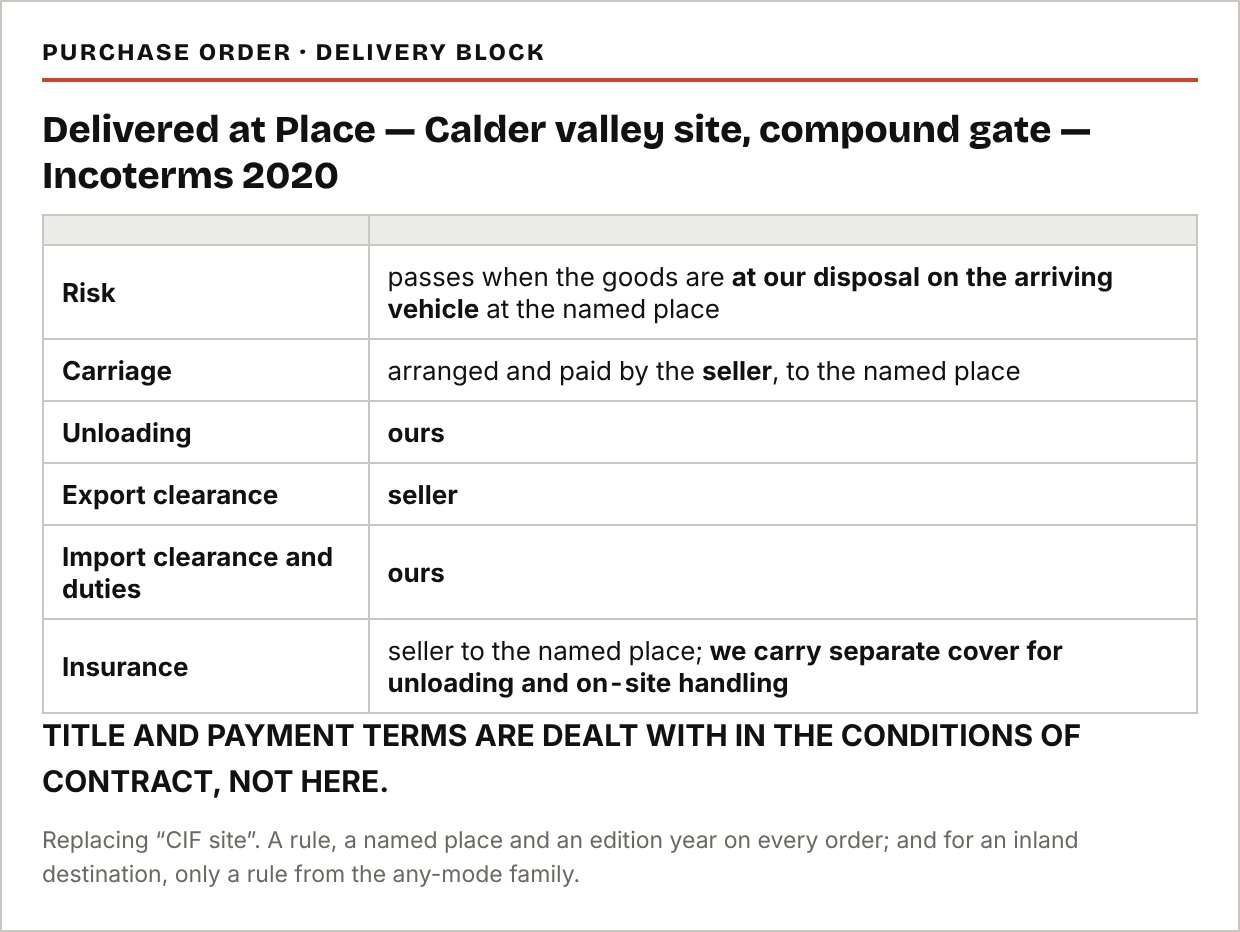 PURCHASE ORDER · DELIVERY BLOCK
Delivered at Place — Calder valley site, compound gate —
Incoterms 2020
Risk
passes when the goods are at our disposal on the arriving
vehicle at the named place
Carriage
arranged and paid by the seller, to the named place
Unloading
ours
Export clearance
seller
Import clearance and
duties
ours
Insurance
seller to the named place; we carry separate cover for
unloading and on-site handling
TITLE AND PAYMENT TERMS ARE DEALT WITH IN THE CONDITIONS OF
CONTRACT, NOT HERE.
Replacing “CIF site”. A rule, a named place and an edition year on every order; and for an inland
destination, only a rule from the any-mode family.